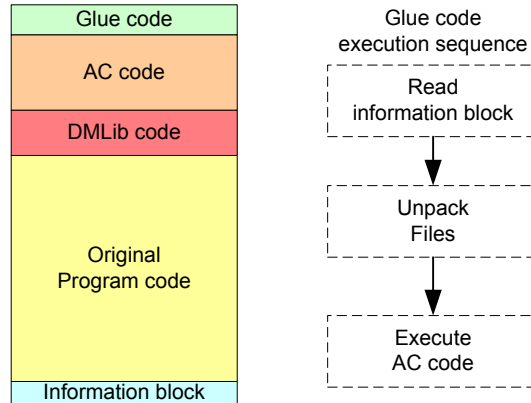 Glue code
AC code
DMLib code
Original
Program code
Information block
Glue code
execution sequence
Read
information block
Unpack
Files
Execute
AC code